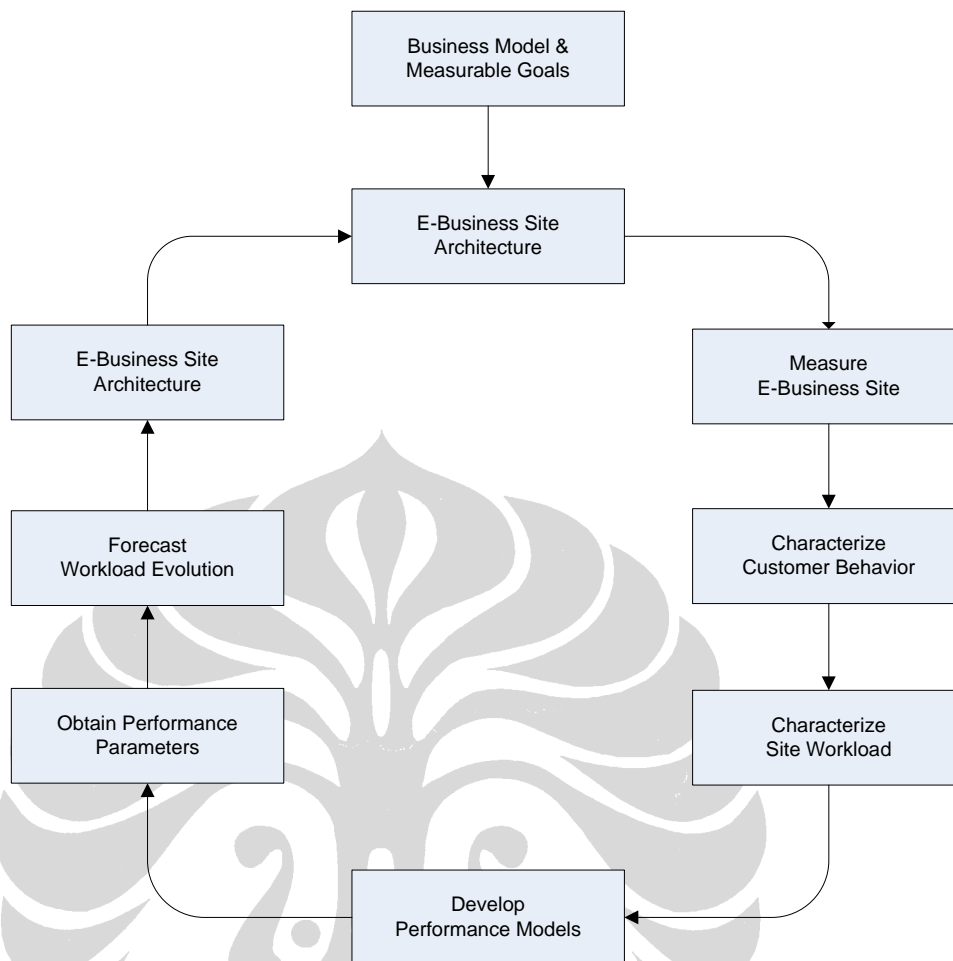 Business Model &
Measurable Goals
E-Business Site
Architecture
E-Business Site
Architecture
Measure
E-Business Site
Forecast
Workload Evolution
Characterize
Customer Behavior
Obtain Performance
Parameters
Characterize
Site Workload
Develop
Performance Models